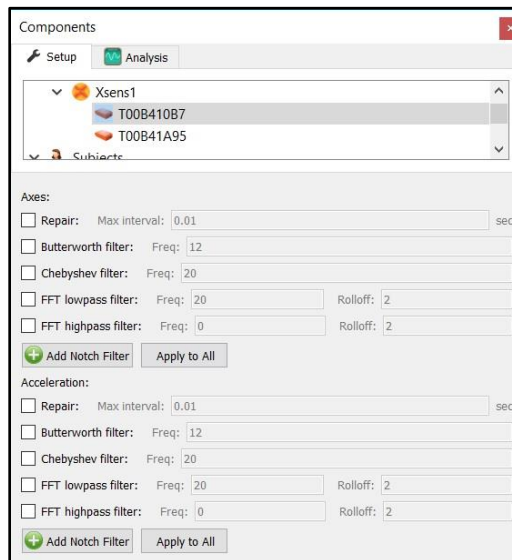 Components
Setup Analysis
Xsens1
T00B410B7
T00B41A95
Subjects
Axes:
Repair: Max interval: 0.01 sec
Butterworth filter: Freq: 12
Chebyshev filter: Freq: 20
FFT lowpass filter: Freq: 20 Rolloff: 2
FFT highpass filter: Freq: 0 Rolloff: 2
Add Notch Filter Apply to All
Acceleration:
Repair: Max interval: 0.01 sec
Butterworth filter: Freq: 12
Chebyshev filter: Freq: 20
FFT lowpass filter: Freq: 20 Rolloff: 2
FFT highpass filter: Freq: 0 Rolloff: 2
Add Notch Filter Apply to All